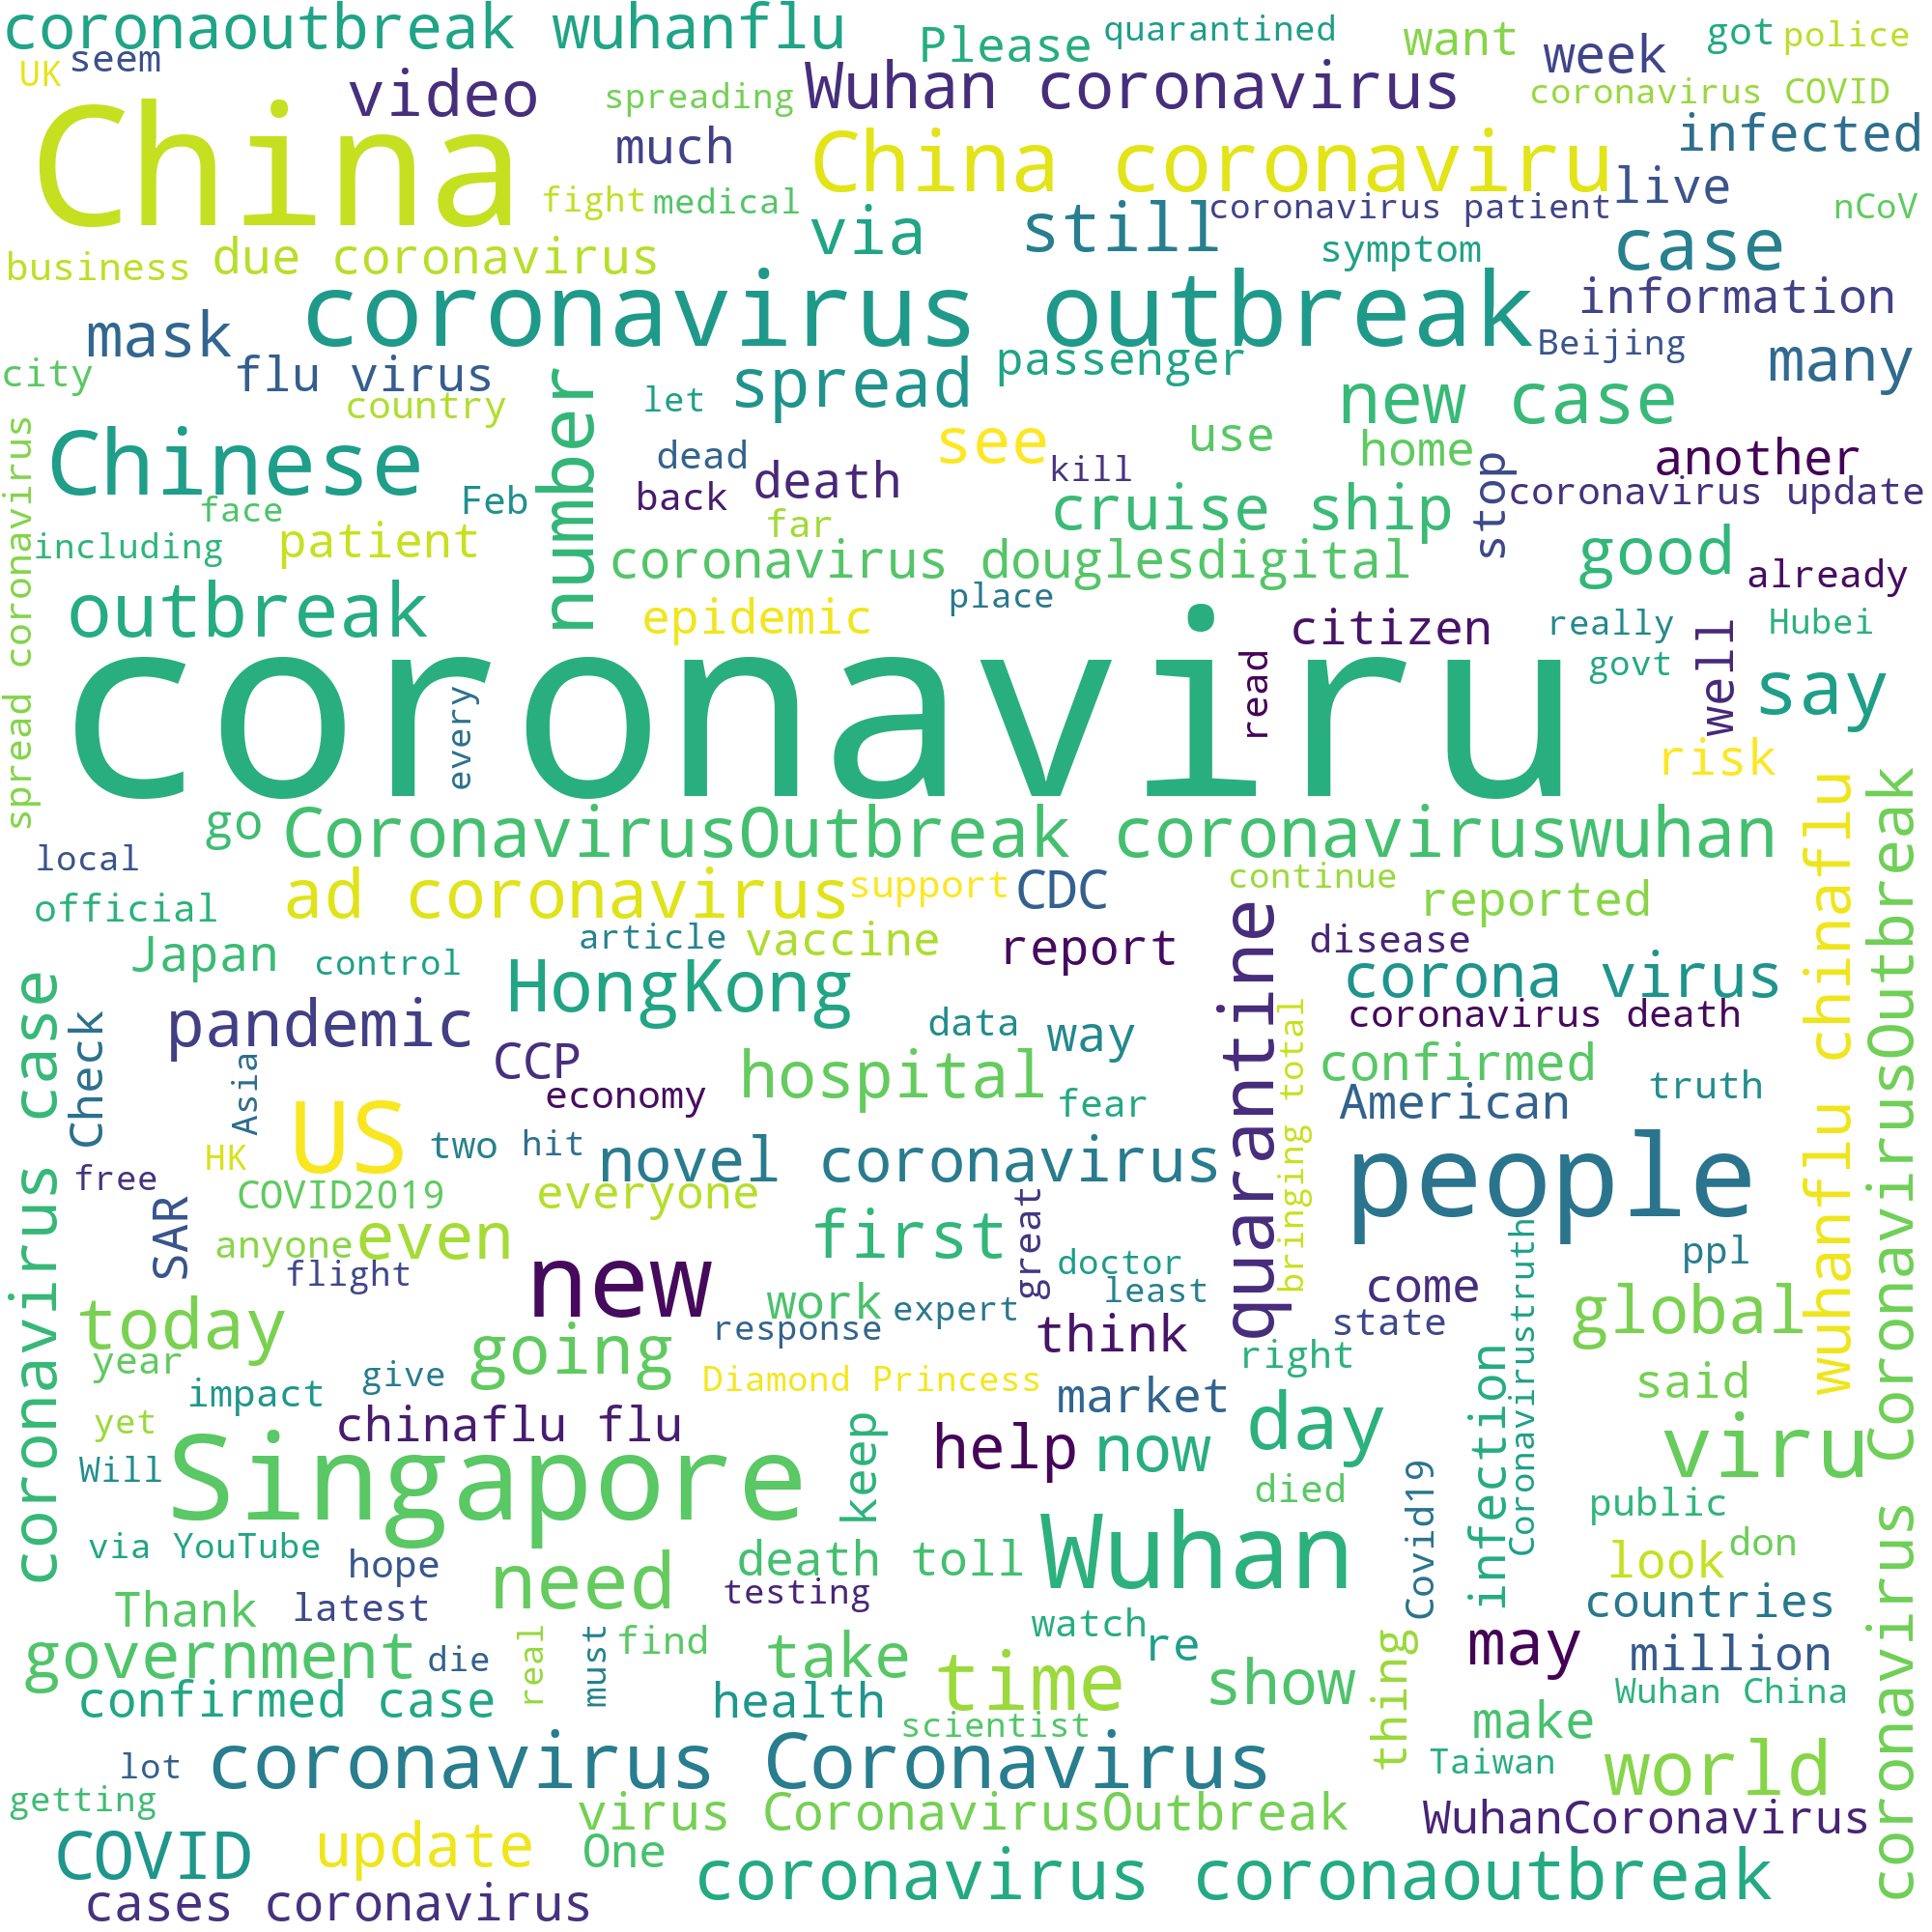 coronaoutbreak wuhanflu
Please
quarantined
want
week
got
police
UK
seem
video
spreading
Wuhan coronavirus
coronavirus COVID
China
much
China coronaviru
infected
fight
medical
live
coronavirus patient
nCoV
via
still
case
business
due coronavirus
symptom
coronavirus outbreak
information
mask
Beijing
many
city
flu virus
spread
passenger
new case
country
let
number
Chinese
see
use
home
another
dead
kill
death
back
Feb
face
stop
coronavirus update
cruise ship
far
patient
including
spread coronavirus
coronavirus douglesdigital
good
already
outbreak
place
epidemic
citizen
really
Hubei
coronaviru
every
read
govt
well
say
risk
go
CoronavirusOutbreak coronaviruswuhan
wuhanflu chinaflu
coronavirus CoronavirusOutbreak
local
ad coronavirus
support
CDC
continue
reported
official
Japan
control
article
vaccine
report
quarantine
disease
corona virus
HongKong
coronavirus case
Check
pandemic
data
way
bringing total
coronavirus death
CCP
hospital
confirmed
Asia
economy
fear
American
truth
US
two
hit
HK
free
novel coronavirus
people
COVID2019
everyone
SAR
anyone
even
first
great
doctor
ppl
flight
new
least
come
today
work
expert
global
response
think
state
Coronavirustruth
going
year
right
give
Diamond Princess
impact
market
infection
said
yet
chinaflu flu
keep
help
now
day
viru
Will
Singapore
died
Covid19
public
via YouTube
hope
death toll
Wuhan
look
don
need
testing
Thank
latest
countries
government
die
real
must
find
take
watch
re
may
million
confirmed case
health
time
show
thing
Wuhan China
scientist
make
lot
coronavirus Coronavirus
Taiwan
world
getting
virus CoronavirusOutbreak
WuhanCoronavirus
COVID
update
One
coronavirus coronaoutbreak
cases coronavirus